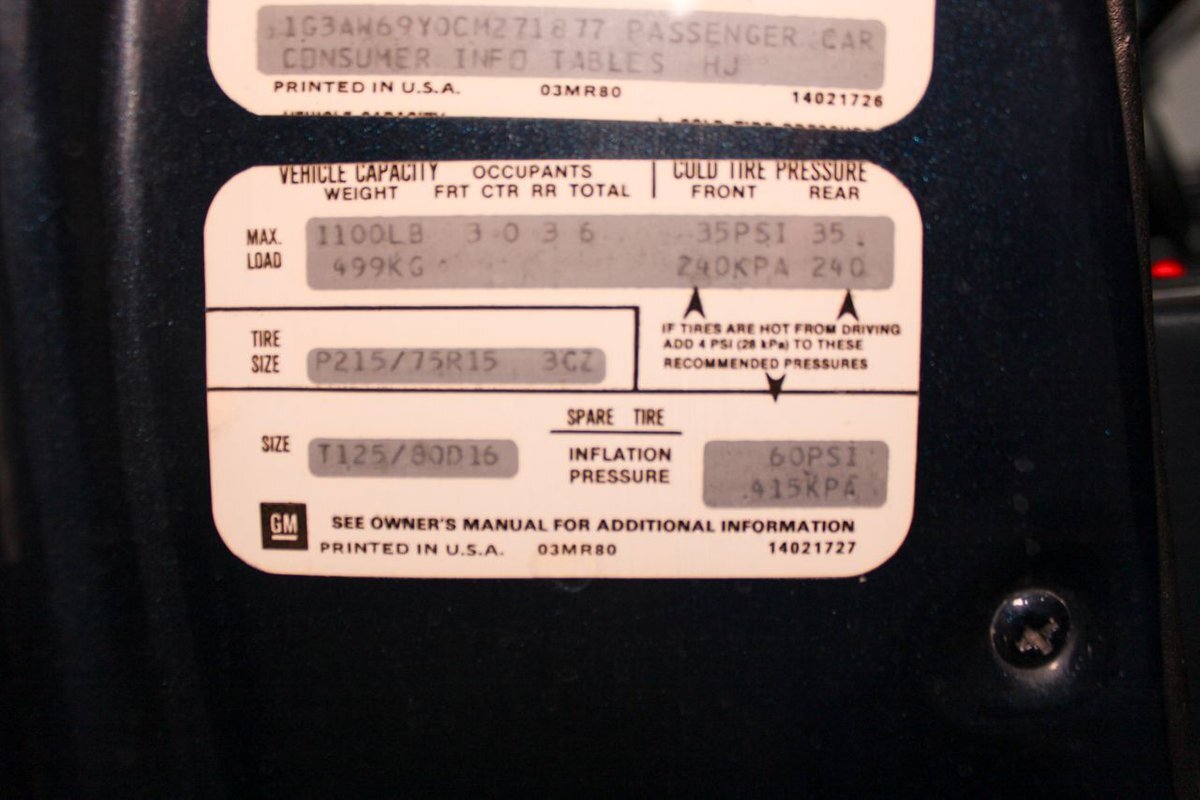 1G3AW69Y0CM271877 PASSENGER CAR
CONSUMER INFO TABLES HJ
PRINTED IN U.S.A. 03MR80 14021726
VEHICLE CAPACITY OCCUPANTS COLD TIRE PRESSURE
WEIGHT FRT CTR RR TOTAL FRONT REAR
MAX. LOAD 1100LB 3 0 3 6 35PSI 35
499KG 240KPA 240
IF TIRES ARE HOT FROM DRIVING
ADD 4 PSI (28 kPa) TO THESE
RECOMMENDED PRESSURES
TIRE SIZE P215/75R15 3CZ
SPARE TIRE
SIZE T125/80D16 INFLATION PRESSURE 60PSI
415KPA
GM SEE OWNER'S MANUAL FOR ADDITIONAL INFORMATION
PRINTED IN U.S.A. 03MR80 14021727